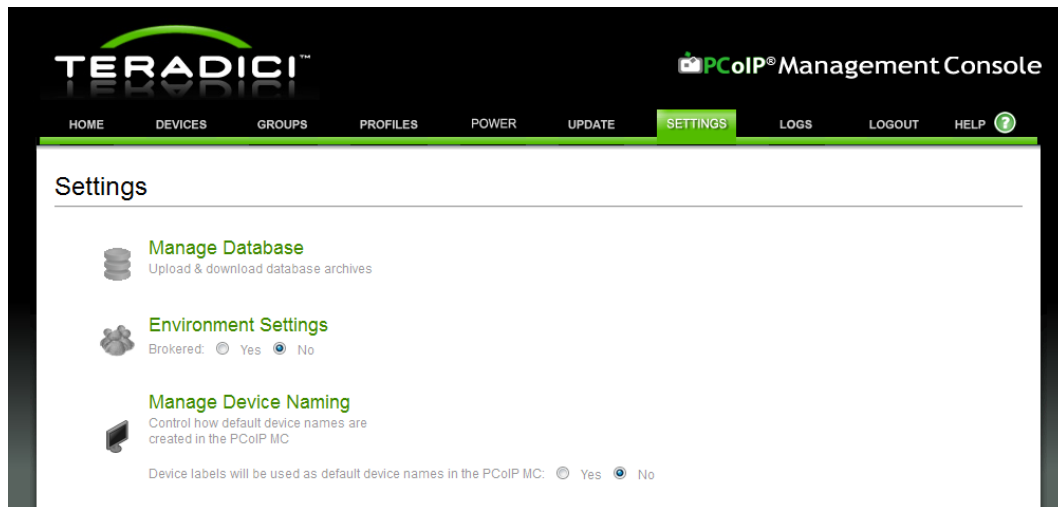 TERADICI™
PCoIP® Management Console
HOME DEVICES GROUPS PROFILES POWER UPDATE SETTINGS LOGS LOGOUT HELP ?
Settings
Manage Database
Upload & download database archives
Environment Settings
Brokered: Yes No
Manage Device Naming
Control how default device names are
created in the PCoIP MC
Device labels will be used as default device names in the PCoIP MC: Yes No